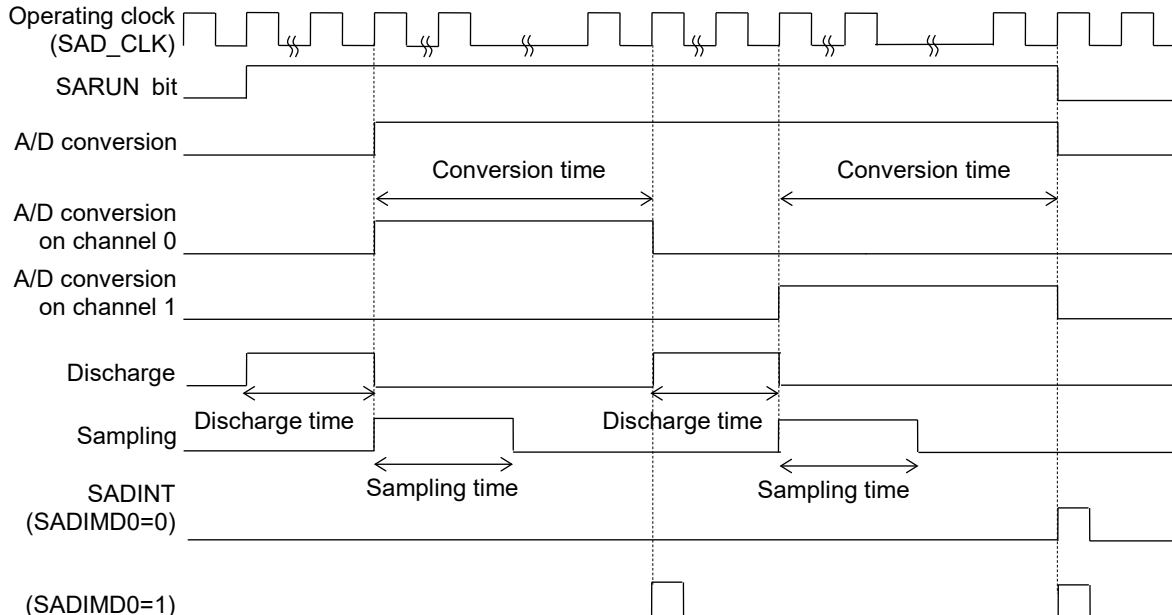 Operating clock
(SAD_CLK)
SARUN bit
A/D conversion
Conversion time
Conversion time
A/D conversion
on channel 0
A/D conversion
on channel 1
Discharge
Discharge time
Discharge time
Sampling
Sampling time
Sampling time
SADINT
(SADIMD0=0)
(SADIMD0=1)